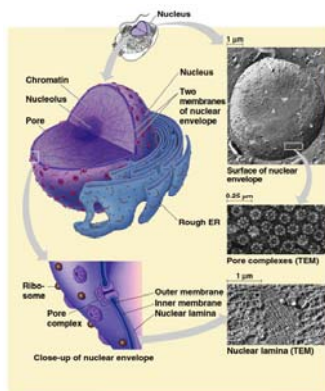 Nucleus
1 µm
Chromatin
Nucleolus
Pore
Nucleus
Two
membranes
of nuclear
envelope
Surface of nuclear
envelope
0.25 µm
Rough ER
Pore complexes (TEM)
1 µm
Ribo-
some
Pore
complex
Outer membrane
Inner membrane
Nuclear lamina
Close-up of nuclear envelope
Nuclear lamina (TEM)